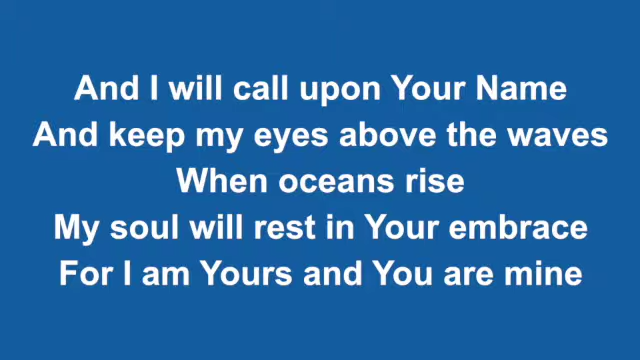 And I will call upon Your Name
And keep my eyes above the waves
When oceans rise
My soul will rest in Your embrace
For I am Yours and You are mine